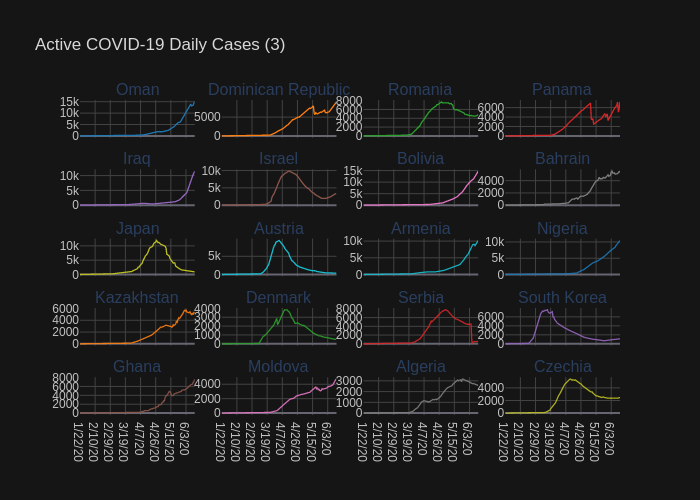 Active COVID-19 Daily Cases (3)
Oman Dominican Republic Romania Panama
15k 10k 5k 0
5000 0
8000 6000 4000 2000 0
6000 4000 2000 0
Iraq Israel Bolivia Bahrain
10k 5k 0
10k 5k 0
15k 10k 5k 0
4000 2000 0
Japan Austria Armenia Nigeria
10k 5k 0
5k 0
10k 5k 0
10k 5k 0
Kazakhstan Denmark Serbia South Korea
6000 4000 2000 0
4000 3000 2000 1000 0
8000 6000 4000 2000 0
6000 4000 2000 0
Ghana Moldova Algeria Czechia
8000 6000 4000 2000 0
4000 2000 0
3000 2000 1000 0
4000 2000 0
1/22/20 2/10/20 2/29/20 3/19/20 4/7/20 4/26/20 5/15/20 6/3/20
1/22/20 2/10/20 2/29/20 3/19/20 4/7/20 4/26/20 5/15/20 6/3/20
1/22/20 2/10/20 2/29/20 3/19/20 4/7/20 4/26/20 5/15/20 6/3/20
1/22/20 2/10/20 2/29/20 3/19/20 4/7/20 4/26/20 5/15/20 6/3/20